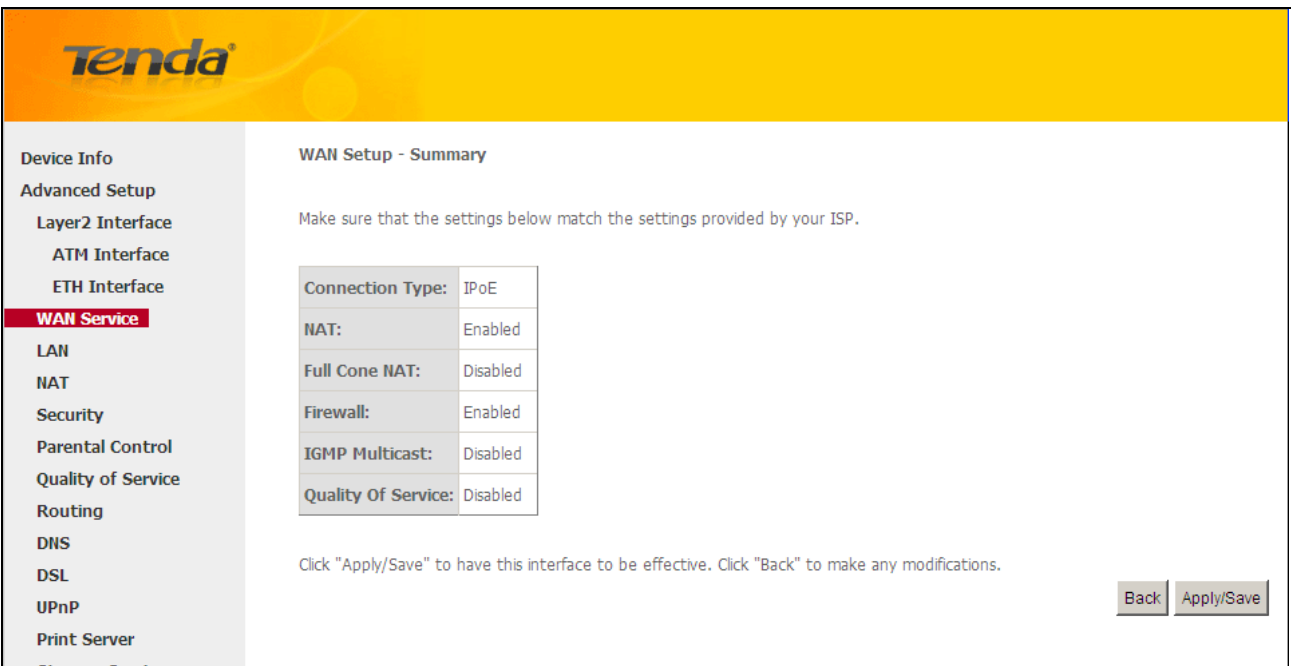 Tenda®
Device Info
Advanced Setup
Layer2 Interface
ATM Interface
ETH Interface
WAN Service
LAN
NAT
Security
Parental Control
Quality of Service
Routing
DNS
DSL
UPnP
Print Server
WAN Setup - Summary
Make sure that the settings below match the settings provided by your ISP.
Connection Type: IPoE
NAT: Enabled
Full Cone NAT: Disabled
Firewall: Enabled
IGMP Multicast: Disabled
Quality Of Service: Disabled
Click "Apply/Save" to have this interface to be effective. Click "Back" to make any modifications.
Back Apply/Save